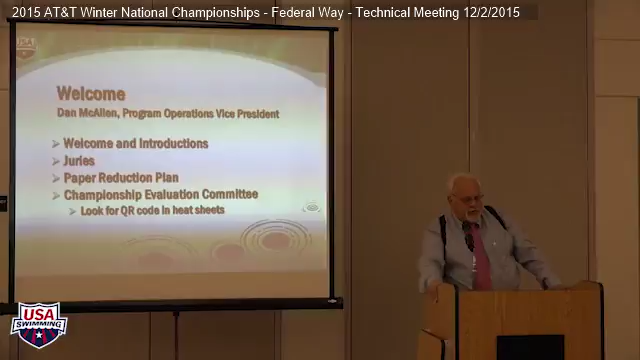 2015 AT&T Winter National Championships - Federal Way - Technical Meeting 12/2/2015
USA
Welcome
Dan McAllen, Program Operations Vice President
➢ Welcome and Introductions
➢ Juries
➢ Paper Reduction Plan
➢ Championship Evaluation Committee
➢ Look for QR code in heat sheets
USA
SWIMMING